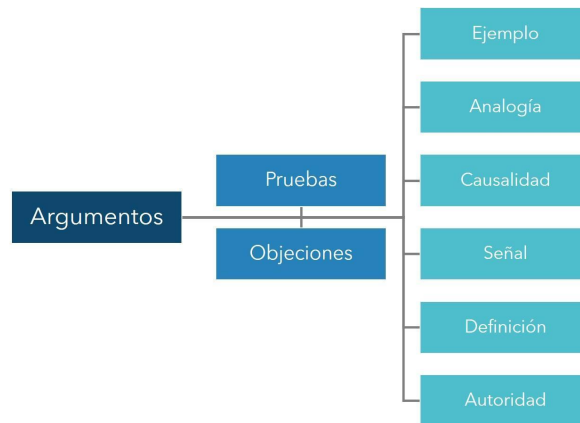 Argumentos
Pruebas
Objeciones
Ejemplo
Analogía
Causalidad
Señal
Definición
Autoridad